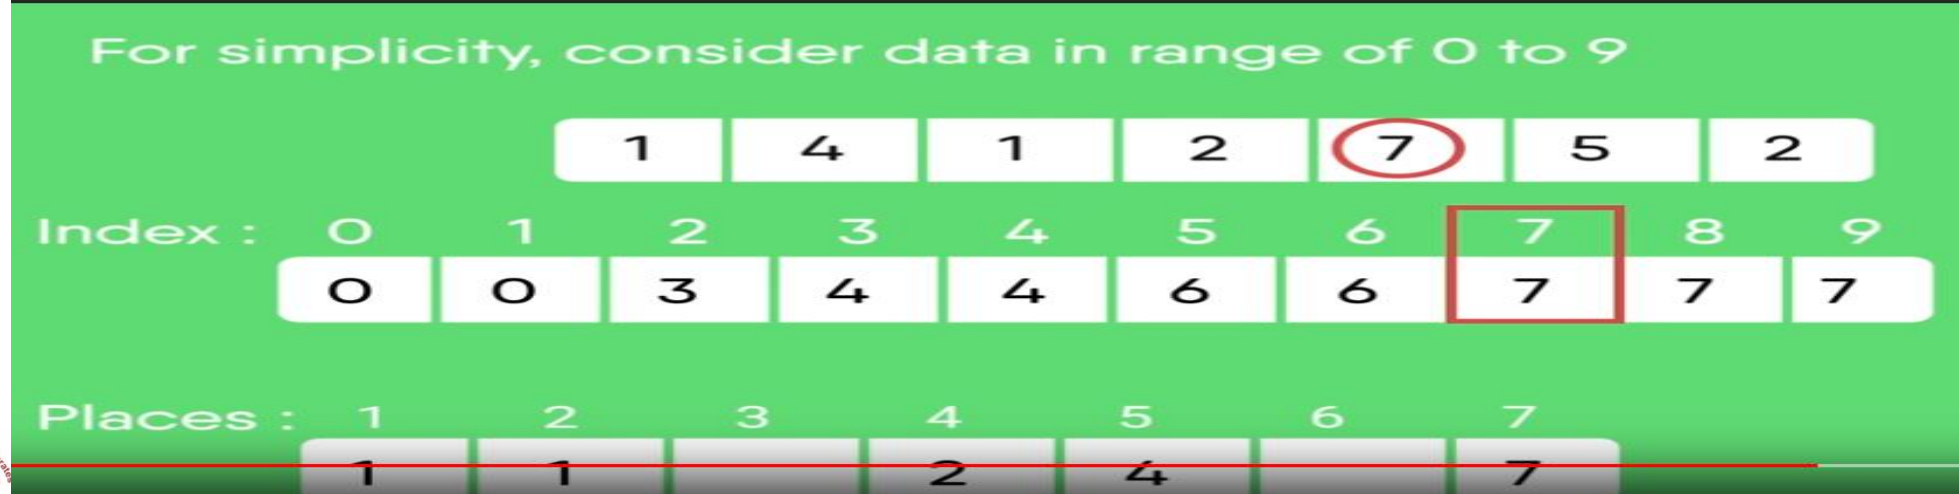 For simplicity, consider data in range of 0 to 9
1 4 1 2 7 5 2
Index : 0 1 2 3 4 5 6 7 8 9
0 0 3 4 4 6 6 7 7 7
Places : 1 2 3 4 5 6 7
1 1 2 4 7